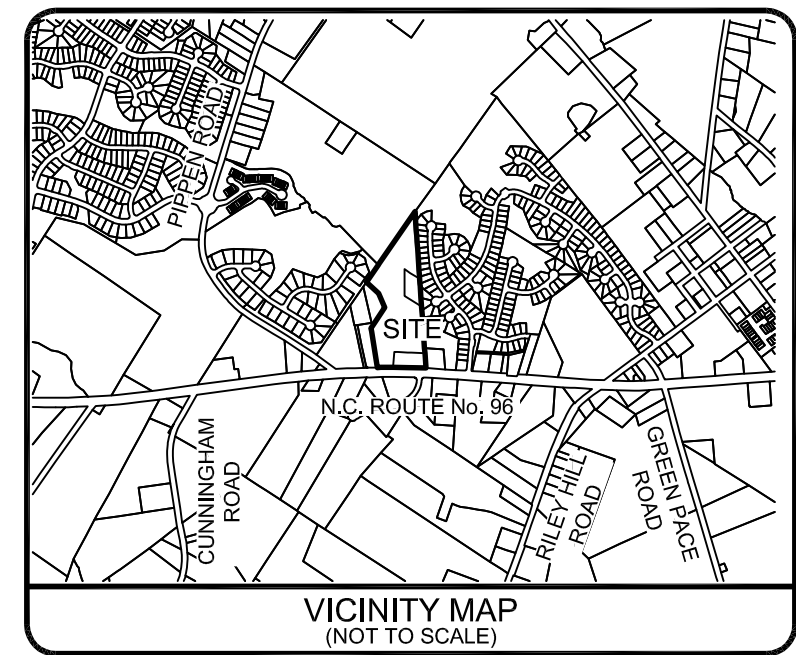 PIPPEN ROAD
SITE
N.C. ROUTE No. 96
CUNNINGHAM
ROAD
RILEY HILL
ROAD
GREEN PACE
ROAD
VICINITY MAP
(NOT TO SCALE)